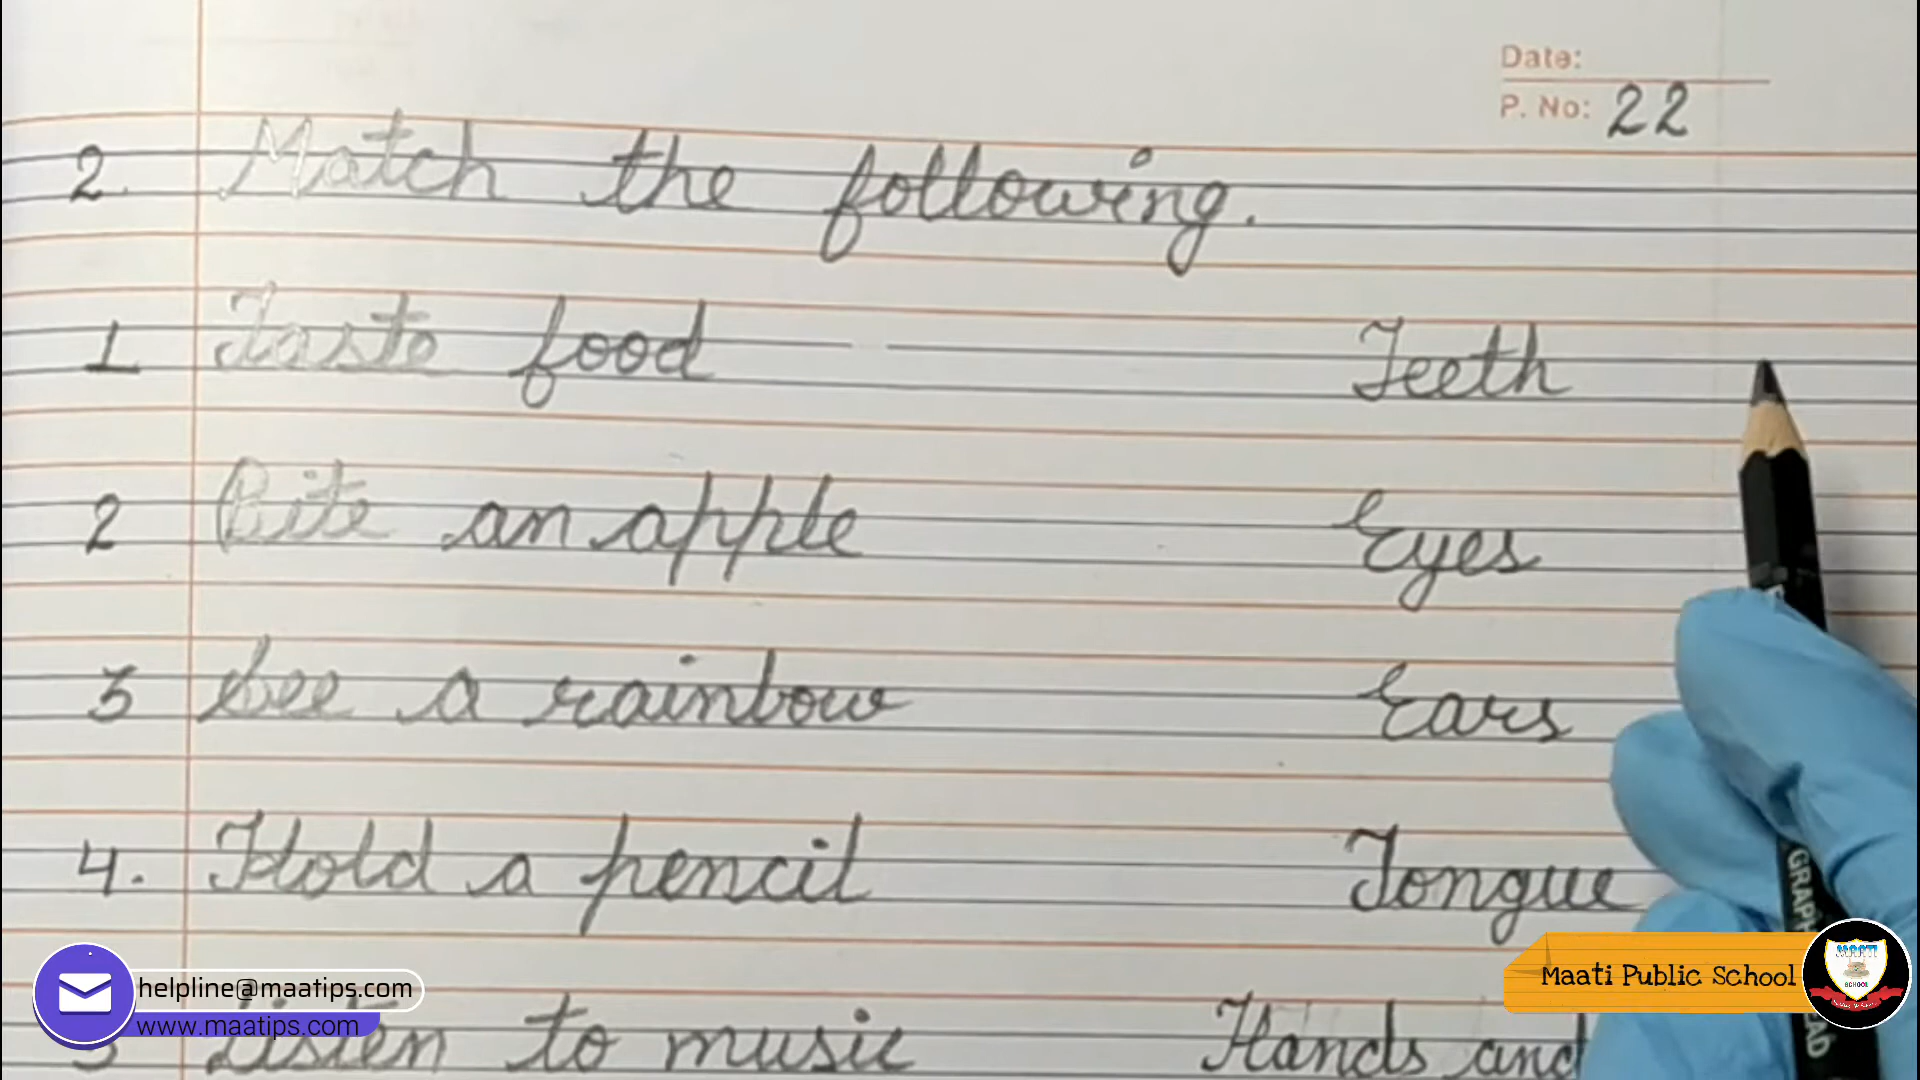 Date:
P. No: 22
2. Match the following.
1 Taste food Teeth
2 Bite an apple Eyes
3 See a rainbow Ears
4. Hold a pencil Tongue
5 Listen to music Hands and
helpline@maatips.com
www.maatips.com
Maati Public School
MAATI
SCHOOL